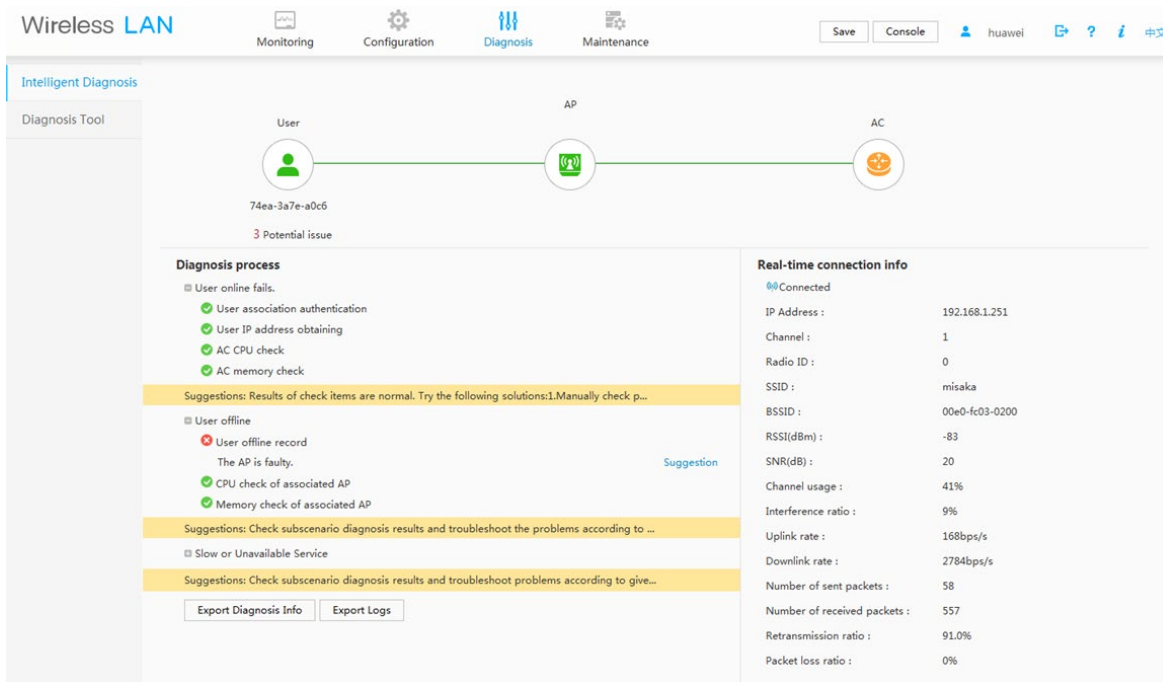 Wireless LAN
Monitoring
Configuration
Diagnosis
Maintenance
Save
Console
huawei
?
i
中文
Intelligent Diagnosis
Diagnosis Tool
User
AP
AC
74ea-3a7e-a0c6
3 Potential issue
Diagnosis process
User online fails.
User association authentication
User IP address obtaining
AC CPU check
AC memory check
Suggestions: Results of check items are normal. Try the following solutions:1.Manually check p...
User offline
User offline record
The AP is faulty.
Suggestion
CPU check of associated AP
Memory check of associated AP
Suggestions: Check subscenario diagnosis results and troubleshoot the problems according to ...
Slow or Unavailable Service
Suggestions: Check subscenario diagnosis results and troubleshoot problems according to give...
Export Diagnosis Info
Export Logs
Real-time connection info
Connected
IP Address : 192.168.1.251
Channel : 1
Radio ID : 0
SSID : misaka
BSSID : 00e0-fc03-0200
RSSI(dBm) : -83
SNR(dB) : 20
Channel usage : 41%
Interference ratio : 9%
Uplink rate : 168bps/s
Downlink rate : 2784bps/s
Number of sent packets : 58
Number of received packets : 557
Retransmission ratio : 91.0%
Packet loss ratio : 0%